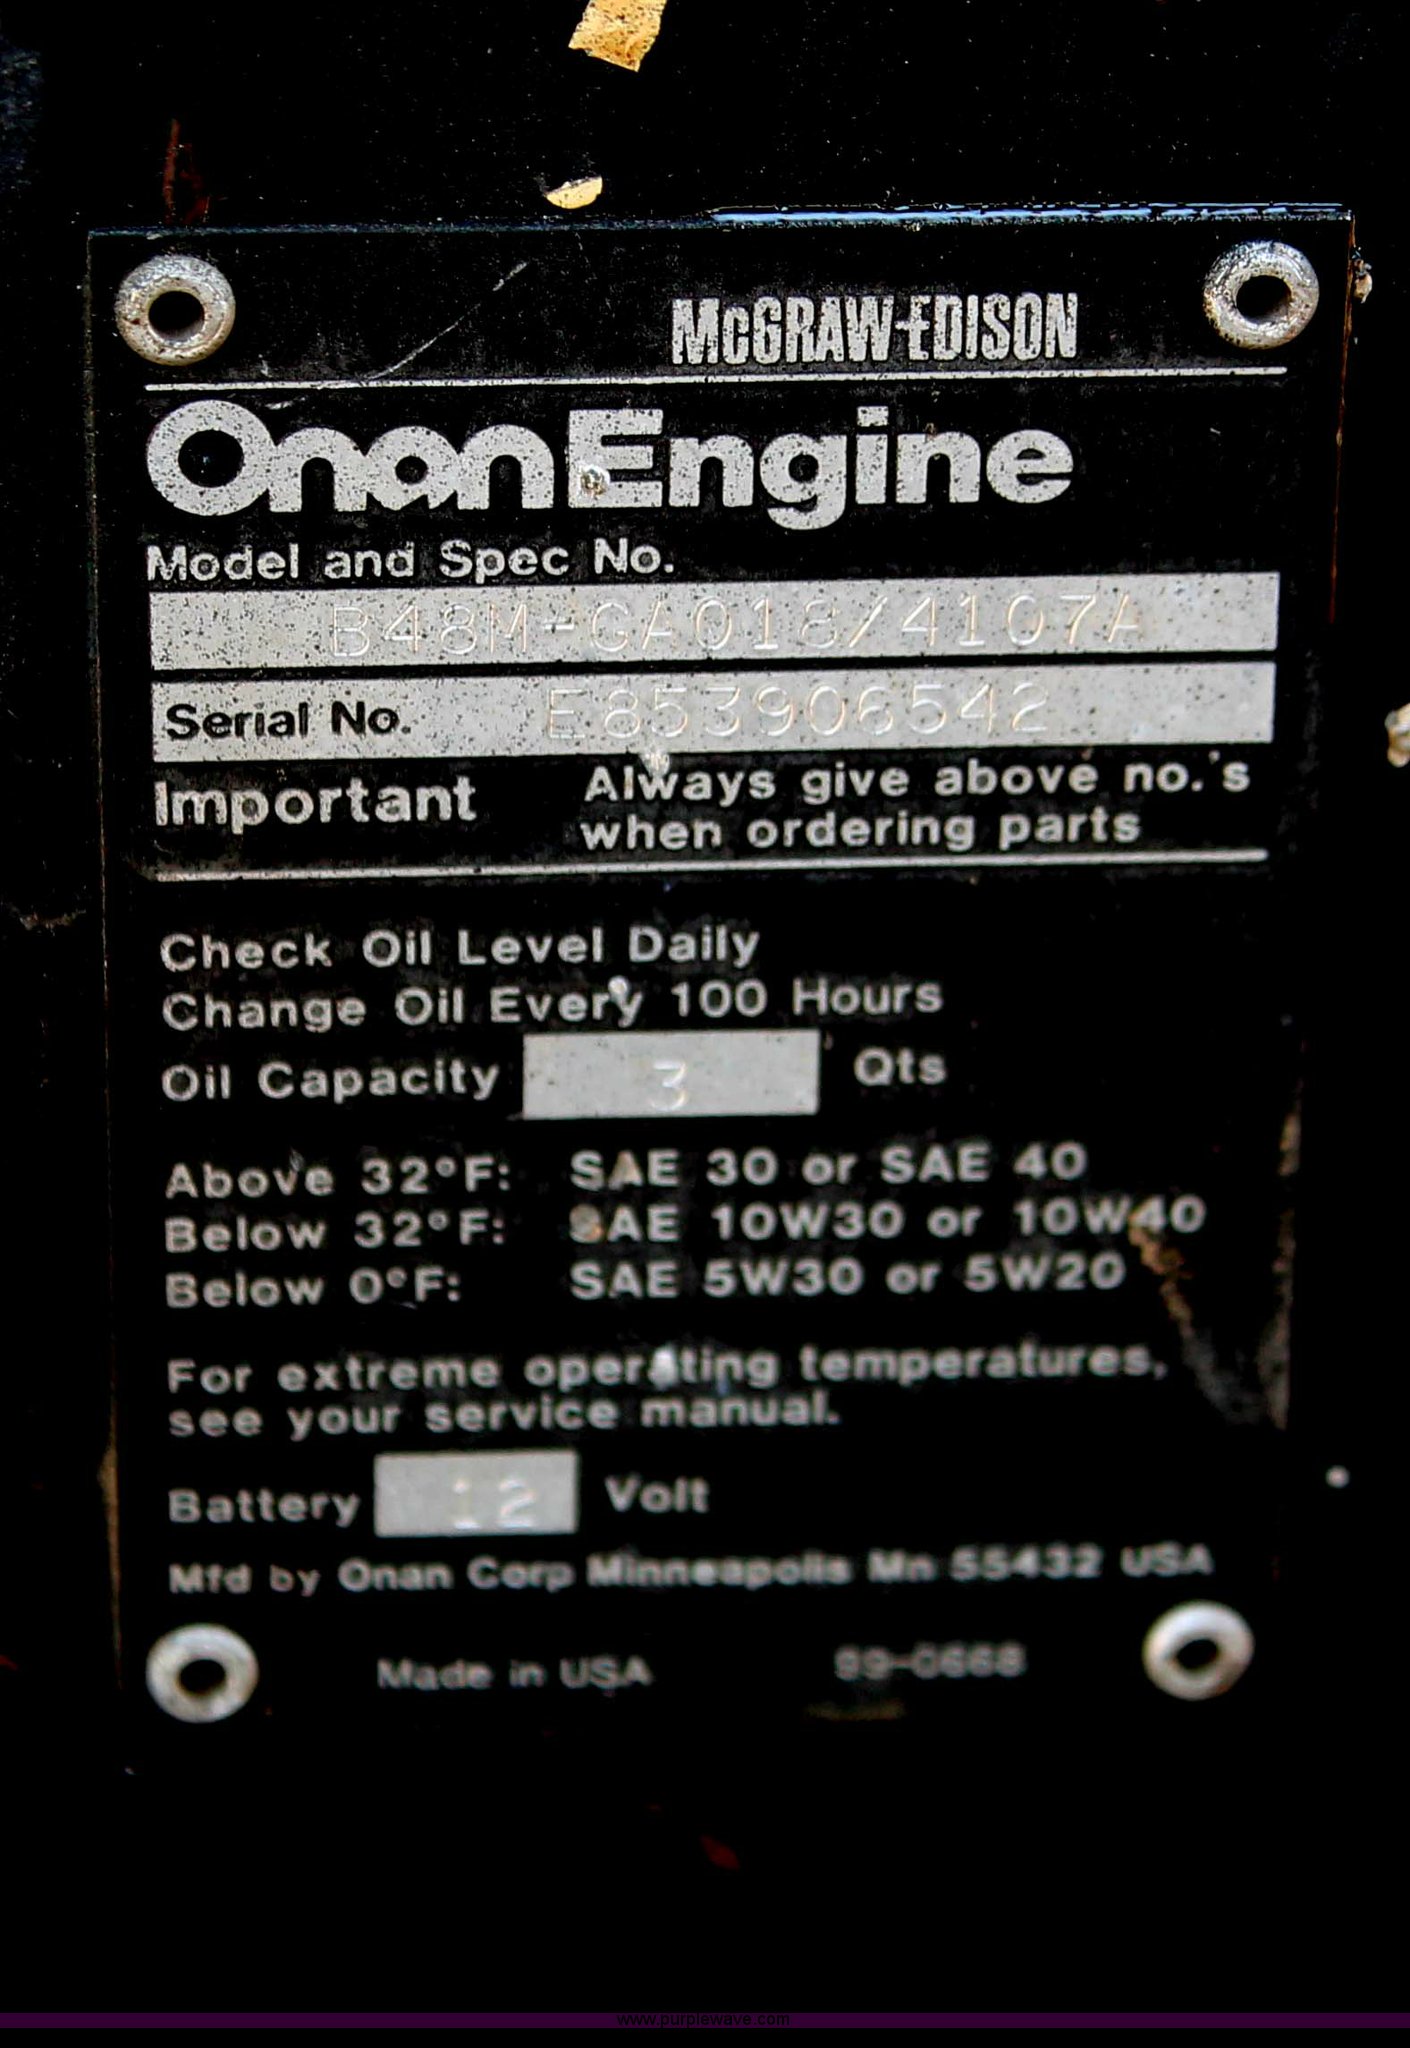 McGRAW-EDISON
Onan Engine
Model and Spec No.
B48M-GA018/4107A
Serial No. E853906542
Important Always give above no.'s
when ordering parts
Check Oil Level Daily
Change Oil Every 100 Hours
Oil Capacity 3 Qts
Above 32°F: SAE 30 or SAE 40
Below 32°F: SAE 10W30 or 10W40
Below 0°F: SAE 5W30 or 5W20
For extreme operating temperatures,
see your service manual.
Battery 12 Volt
Mfd by Onan Corp Minneapolis Mn 55432 USA
Made in USA 99-0668
www.purplewave.com